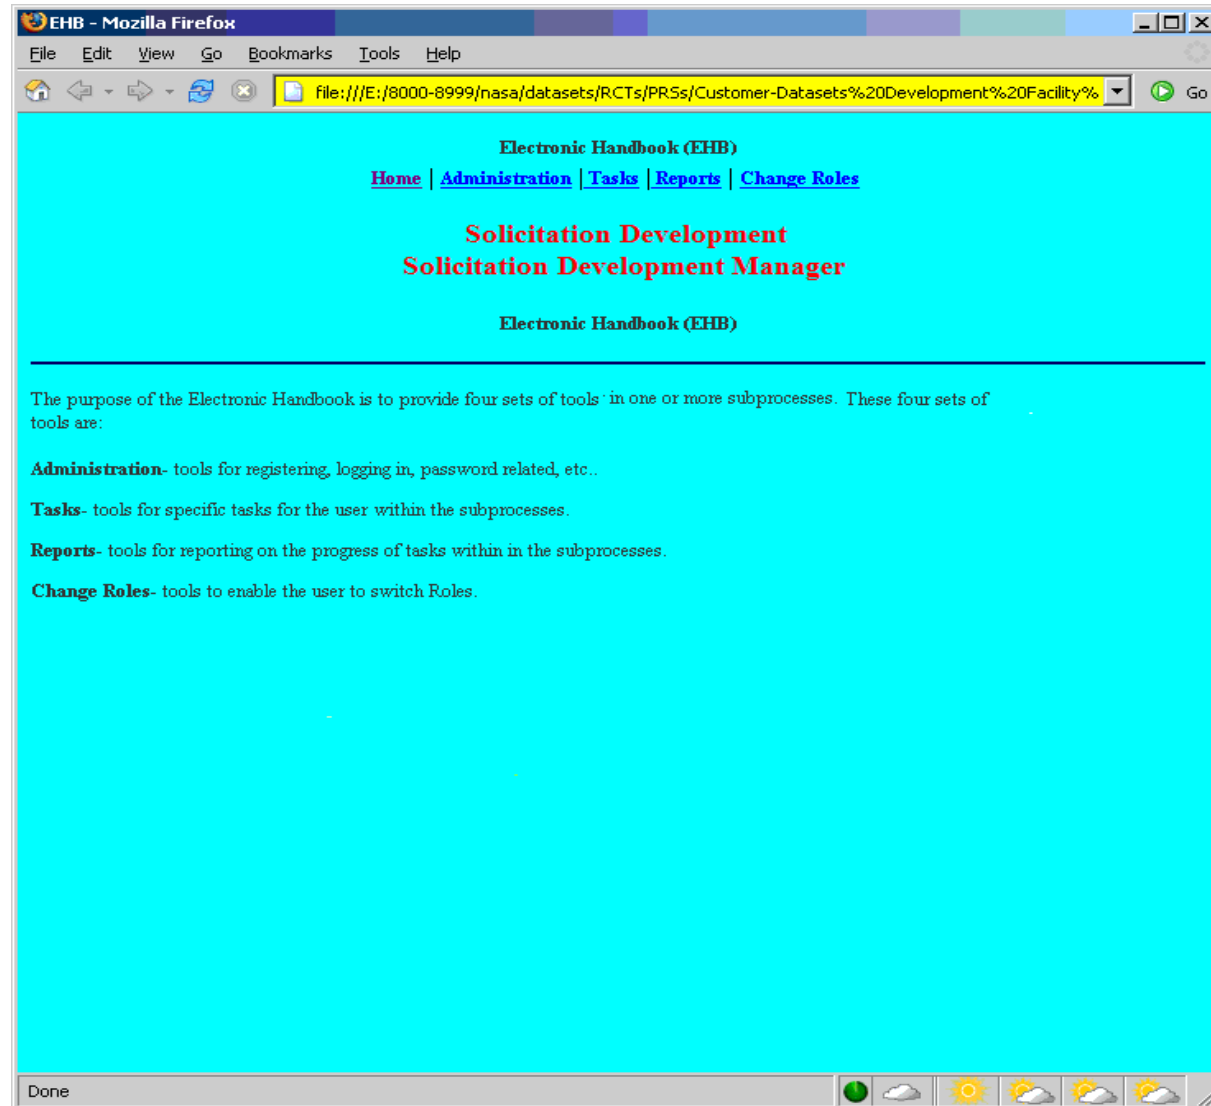 EHB - Mozilla Firefox
File Edit View Go Bookmarks Tools Help
file:///E:/8000-8999/nasa/datasets/RCTs/PRSs/Customer-Datasets%20Development%20Facility% Go
Electronic Handbook (EHB)
Home | Administration | Tasks | Reports | Change Roles
Solicitation Development
Solicitation Development Manager
Electronic Handbook (EHB)
The purpose of the Electronic Handbook is to provide four sets of tools in one or more subprocesses. These four sets of
tools are:
Administration- tools for registering, logging in, password related, etc..
Tasks- tools for specific tasks for the user within the subprocesses.
Reports- tools for reporting on the progress of tasks within in the subprocesses.
Change Roles- tools to enable the user to switch Roles.
Done